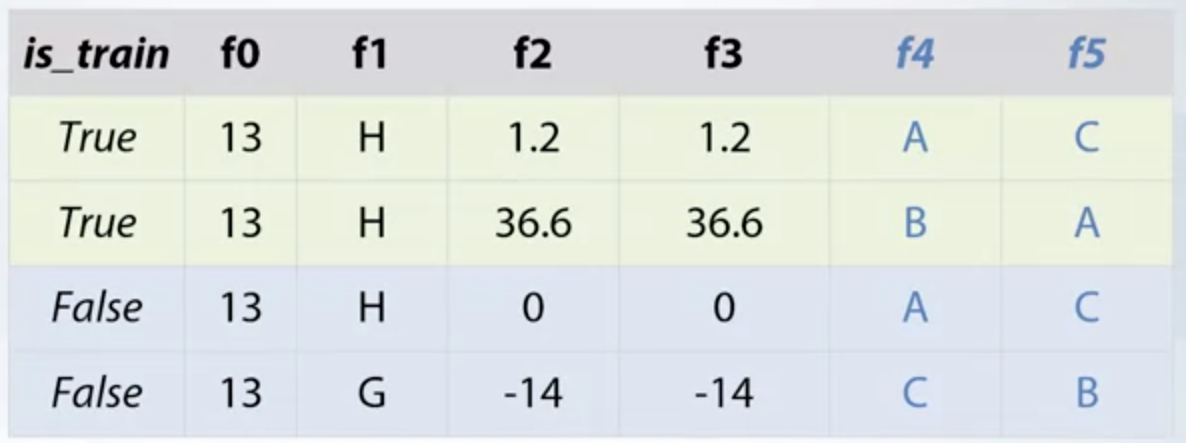 is_train f0 f1 f2 f3 f4 f5
True 13 H 1.2 1.2 A C
True 13 H 36.6 36.6 B A
False 13 H 0 0 A C
False 13 G -14 -14 C B